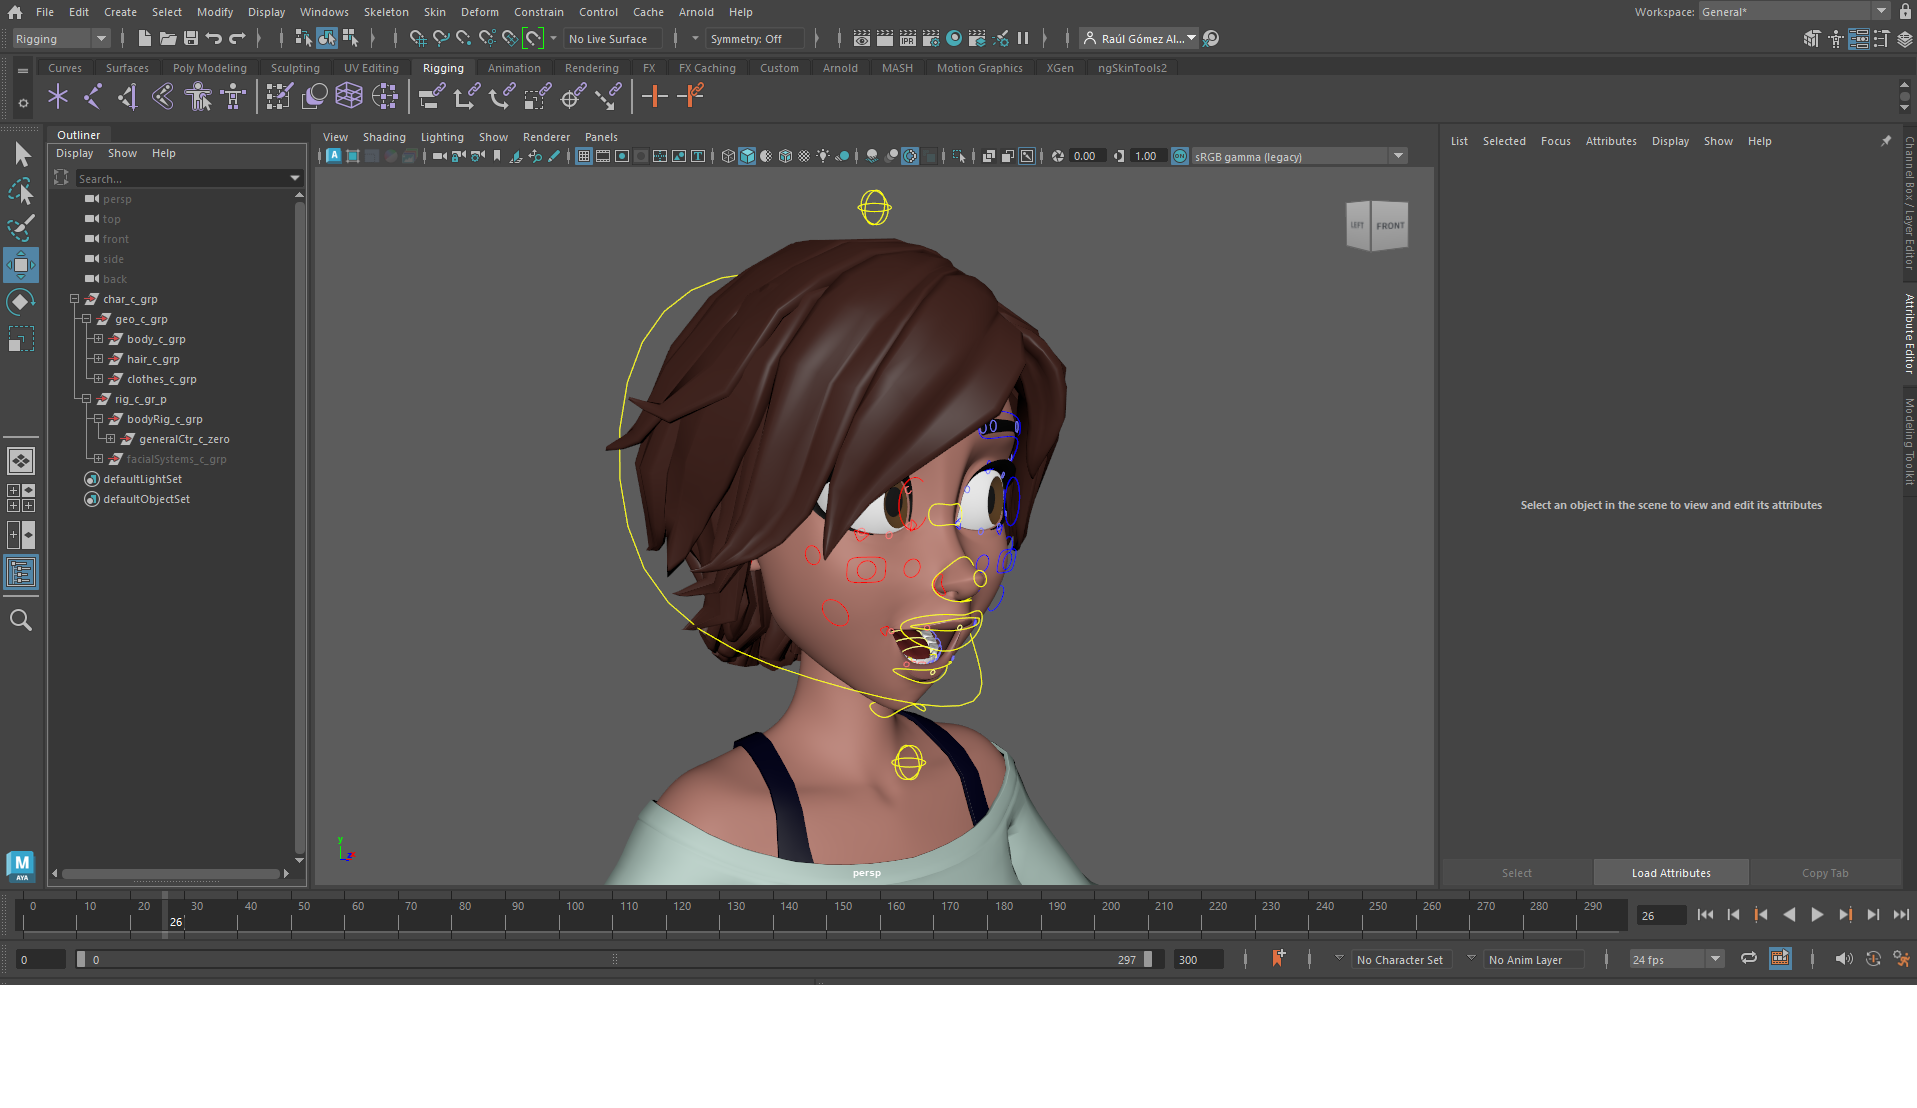 File Edit Create Select Modify Display Windows Skeleton Skin Deform Constrain Control Cache Arnold Help
Workspace: General*
Rigging
No Live Surface
Symmetry: Off
Raúl Gómez Al...
Curves Surfaces Poly Modeling Sculpting UV Editing Rigging Animation Rendering FX FX Caching Custom Arnold MASH Motion Graphics XGen ngSkinTools2
Outliner
Display Show Help
Search...
persp
top
front
side
back
char_c_grp
geo_c_grp
body_c_grp
hair_c_grp
clothes_c_grp
rig_c_gr_p
bodyRig_c_grp
generalCtr_c_zero
facialSystems_c_grp
defaultLightSet
defaultObjectSet
View Shading Lighting Show Renderer Panels
0.00 1.00 ON sRGB gamma (legacy)
LEFT FRONT
y
persp
List Selected Focus Attributes Display Show Help
Select an object in the scene to view and edit its attributes
Select Load Attributes Copy Tab
Channel Box / Layer Editor
Attribute Editor
Modeling Toolkit
M
AYA
0 10 20 30 40 50 60 70 80 90 100 110 120 130 140 150 160 170 180 190 200 210 220 230 240 250 260 270 280 290
26
26
0 0 297 300 No Character Set No Anim Layer 24 fps